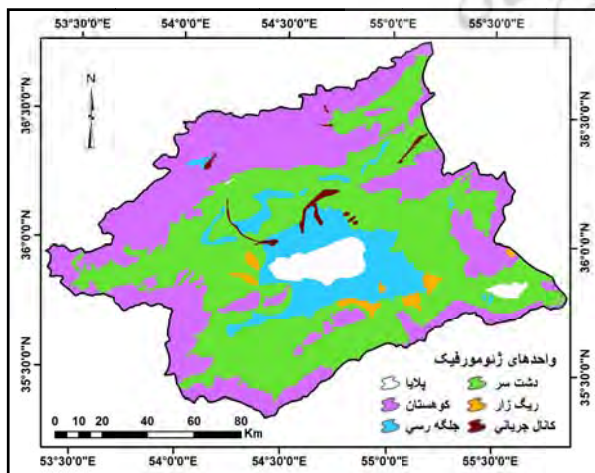 53°30'0"E 54°0'0"E 54°30'0"E 55°0'0"E 55°30'0"E
N
36°30'0"N 36°30'0"N
36°0'0"N 36°0'0"N
35°30'0"N 35°30'0"N
واحدهای ژئومورفیک
دشت سر پلایا
ریگ زار کوهستان
کانال جریانی جلگه رسی
0 10 20 40 60 80
Km
53°30'0"E 54°0'0"E 54°30'0"E 55°0'0"E 55°30'0"E